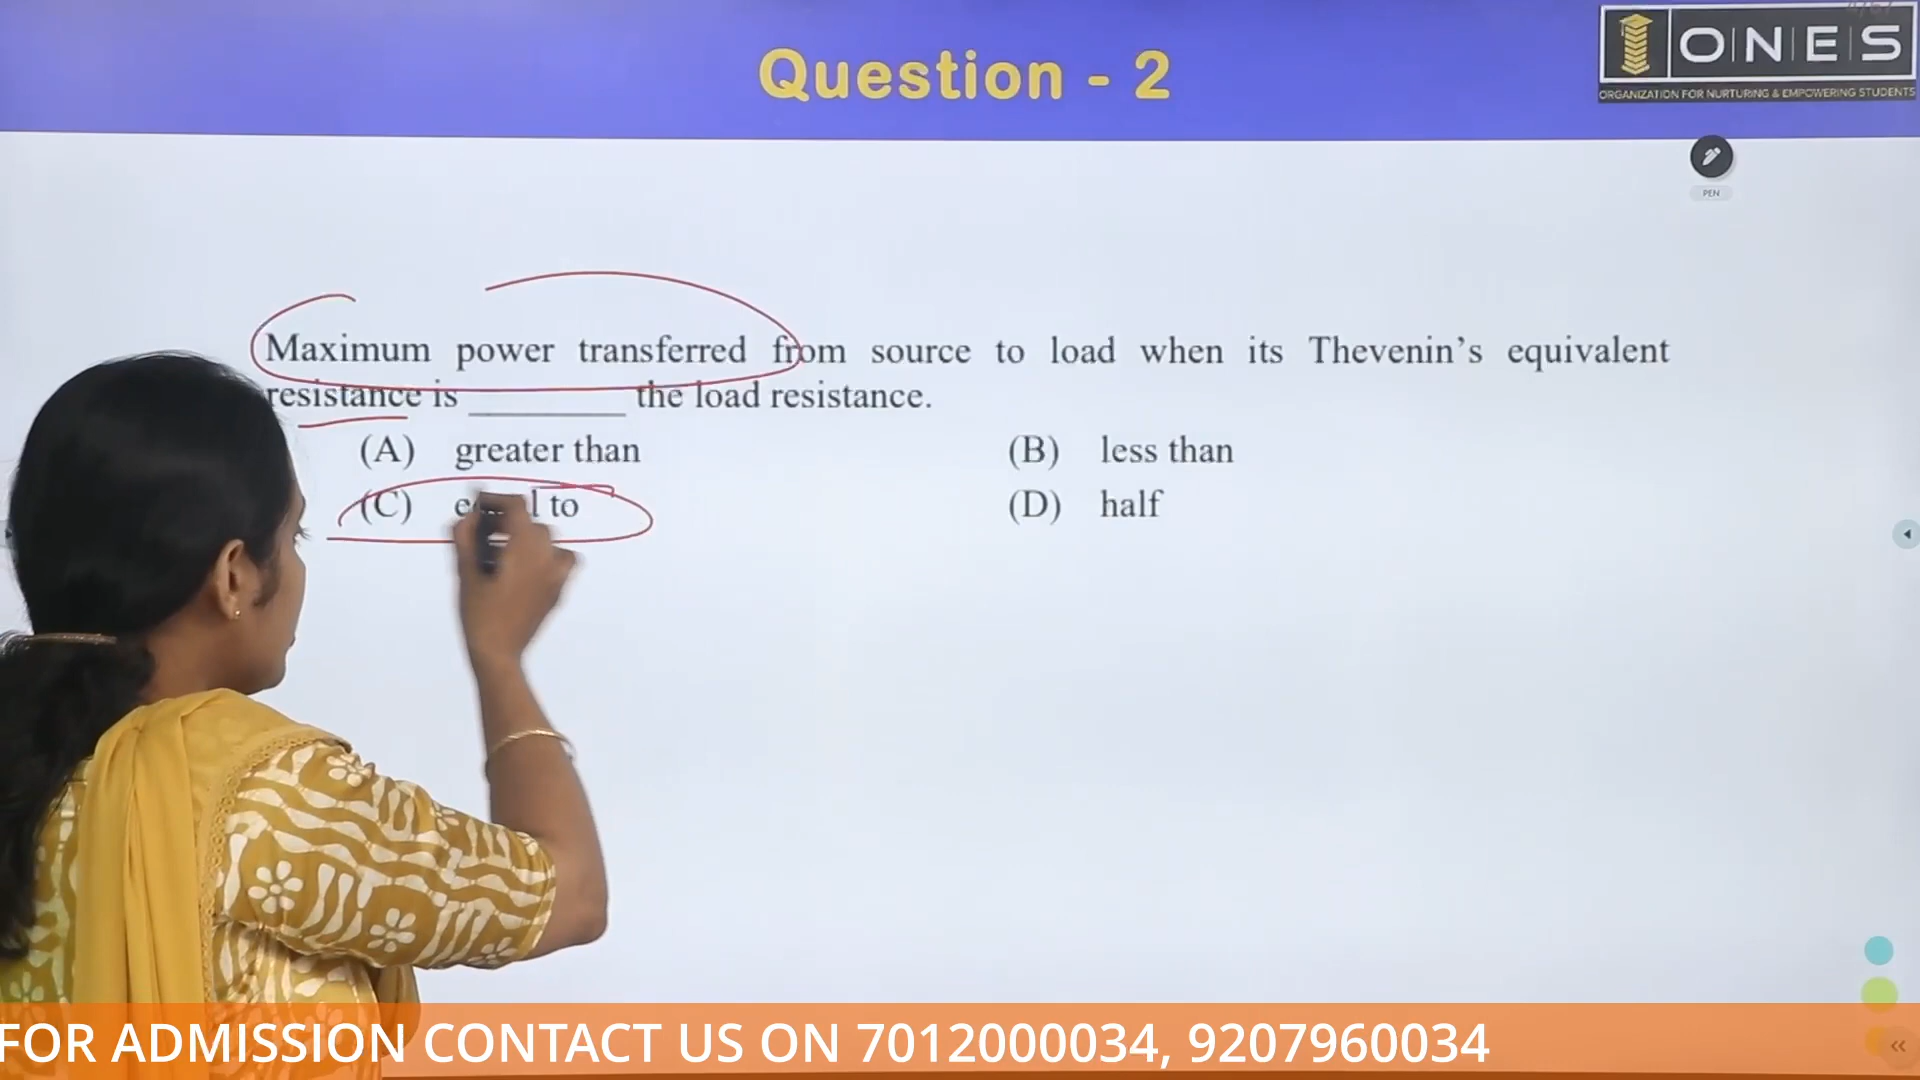 Question - 2
O|N|E|S
ORGANIZATION FOR NURTURING & EMPOWERING STUDENTS
PEN
Maximum power transferred from source to load when its Thevenin's equivalent
resistance is ________ the load resistance.
(A) greater than (B) less than
(C) to (D) half
FOR ADMISSION CONTACT US ON 7012000034, 9207960034